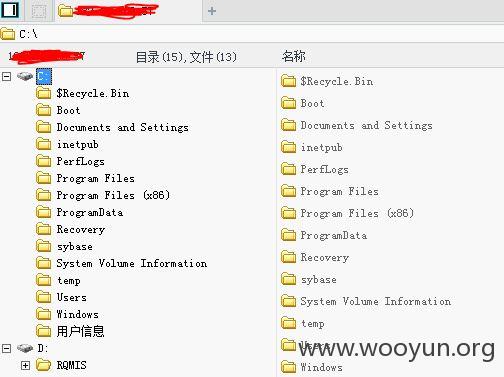 C:\
目录(15),文件(13)
名称
C:
$Recycle.Bin
Boot
Documents and Settings
inetpub
PerfLogs
Program Files
Program Files (x86)
ProgramData
Recovery
sybase
System Volume Information
temp
Users
Windows
用户信息
D:
RQMIS
$Recycle.Bin
Boot
Documents and Settings
inetpub
PerfLogs
Program Files
Program Files (x86)
ProgramData
Recovery
sybase
System Volume Information
temp
Users
Windows
www.wooyun.org